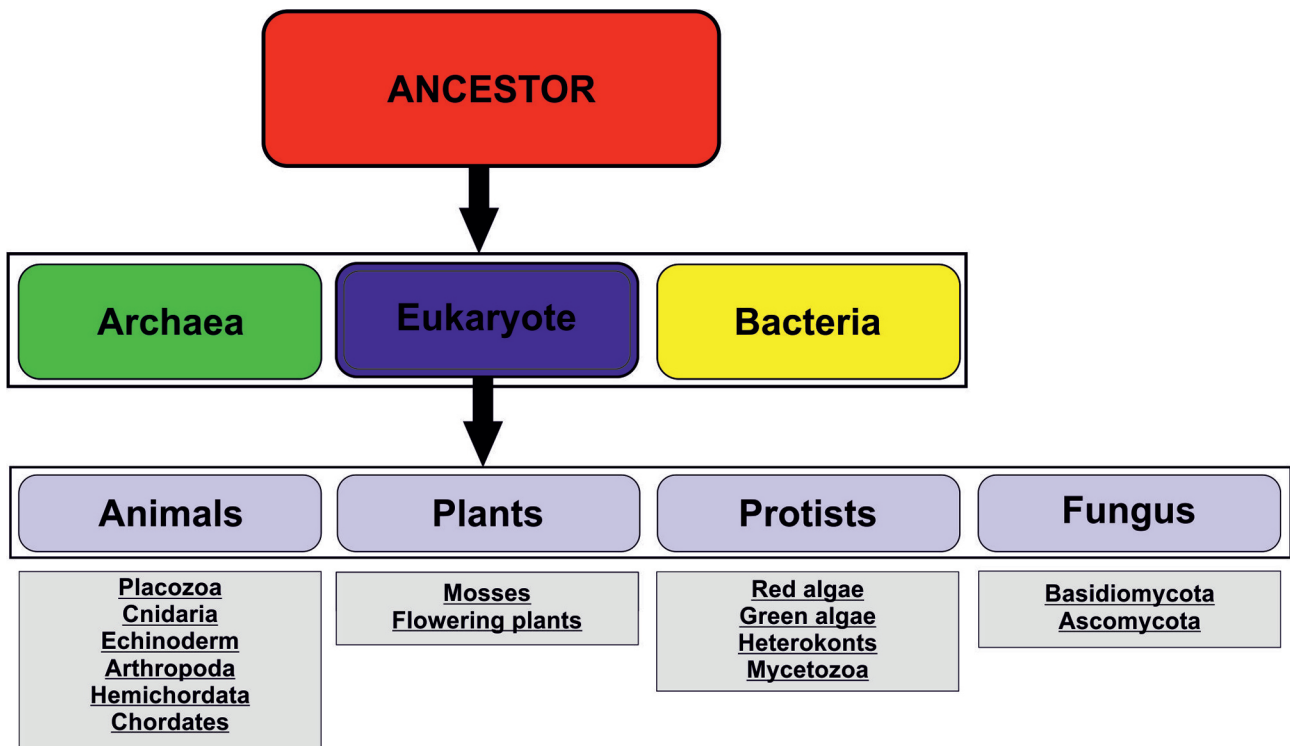 ANCESTOR
Archaea
Eukaryote
Bacteria
Animals
Plants
Protists
Fungus
Placozoa
Cnidaria
Echinoderm
Arthropoda
Hemichordata
Chordates
Mosses
Flowering plants
Red algae
Green algae
Heterokonts
Mycetozoa
Basidiomycota
Ascomycota